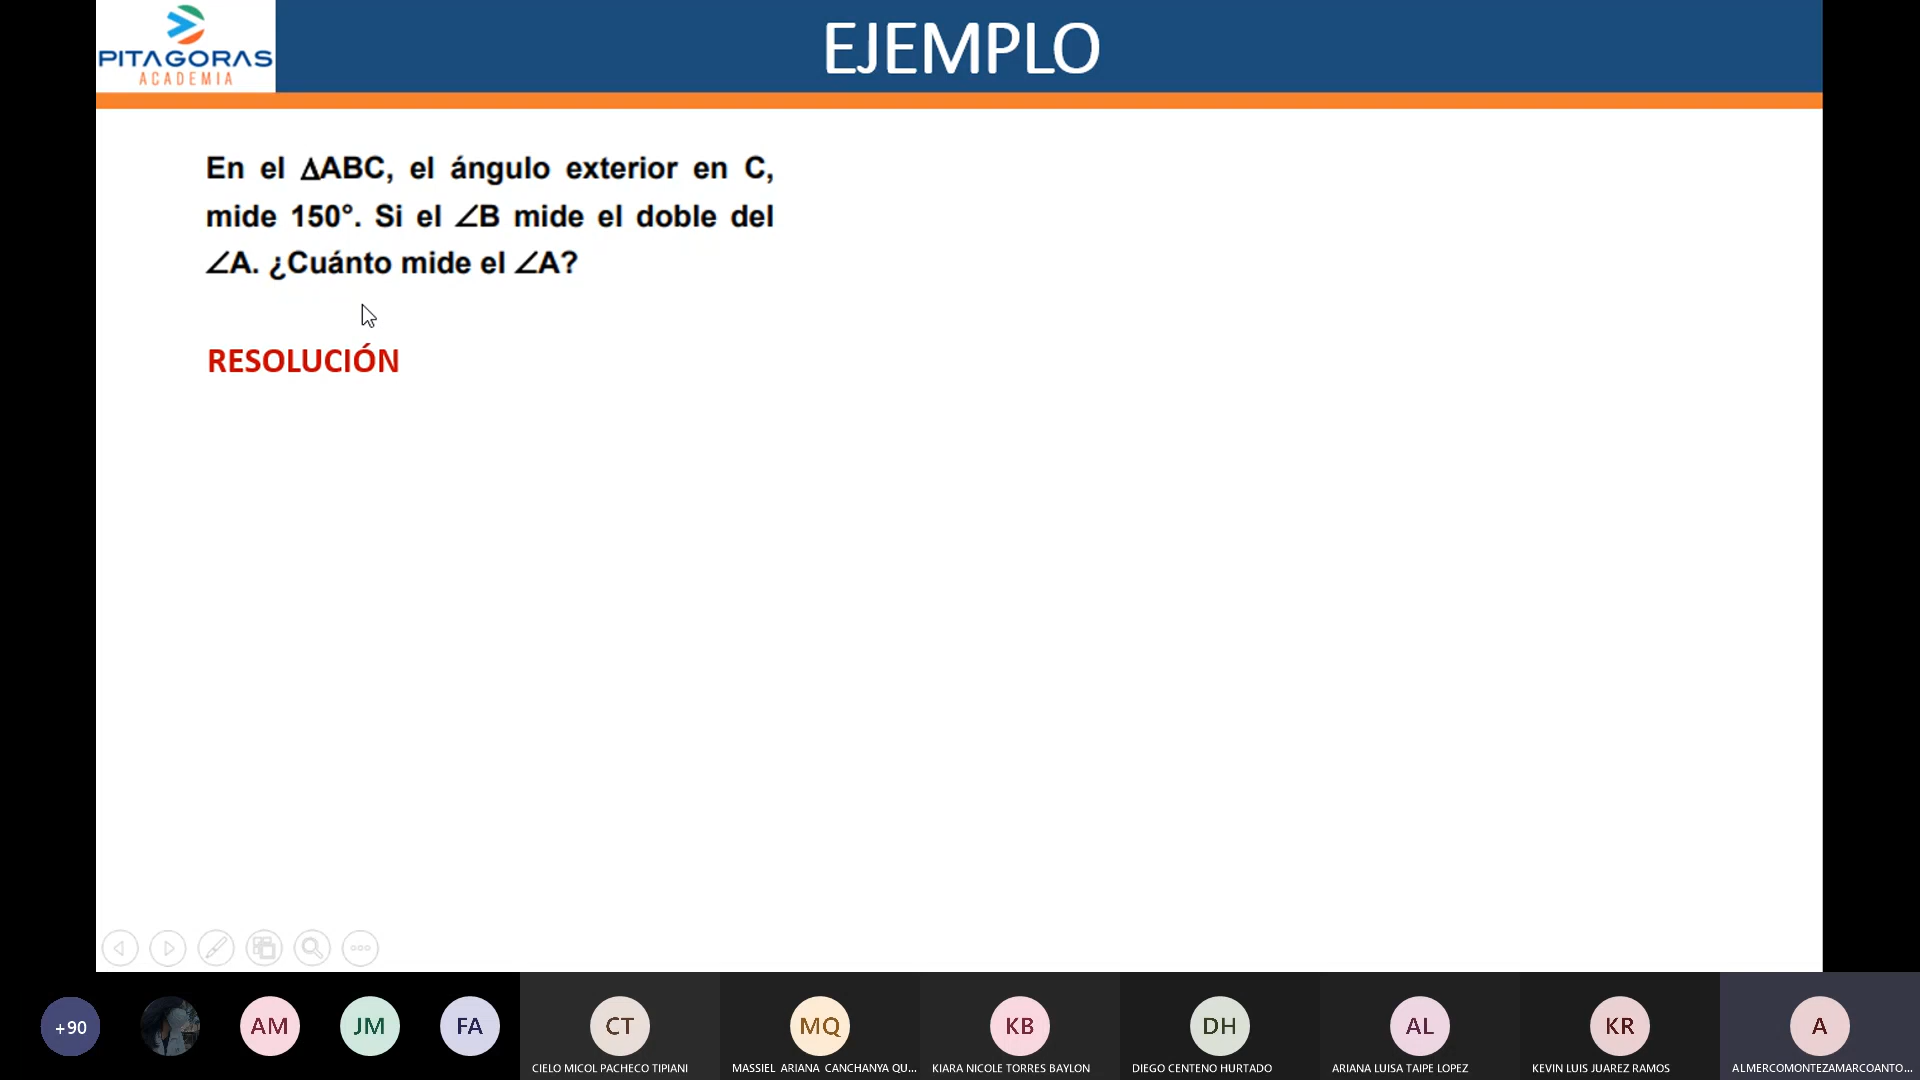 PITAGORAS
ACADEMIA
EJEMPLO
En el ΔABC, el ángulo exterior en C,
mide 150°. Si el ∠B mide el doble del
∠A. ¿Cuánto mide el ∠A?
RESOLUCIÓN
+90
AM
JM
FA
CT
MQ
KB
DH
AL
KR
A
CIELO MICOL PACHECO TIPIANI
MASSIEL ARIANA CANCHANYA QU...
KIARA NICOLE TORRES BAYLON
DIEGO CENTENO HURTADO
ARIANA LUISA TAIPE LOPEZ
KEVIN LUIS JUAREZ RAMOS
ALMERCOMONTEZAMARCOANTO...